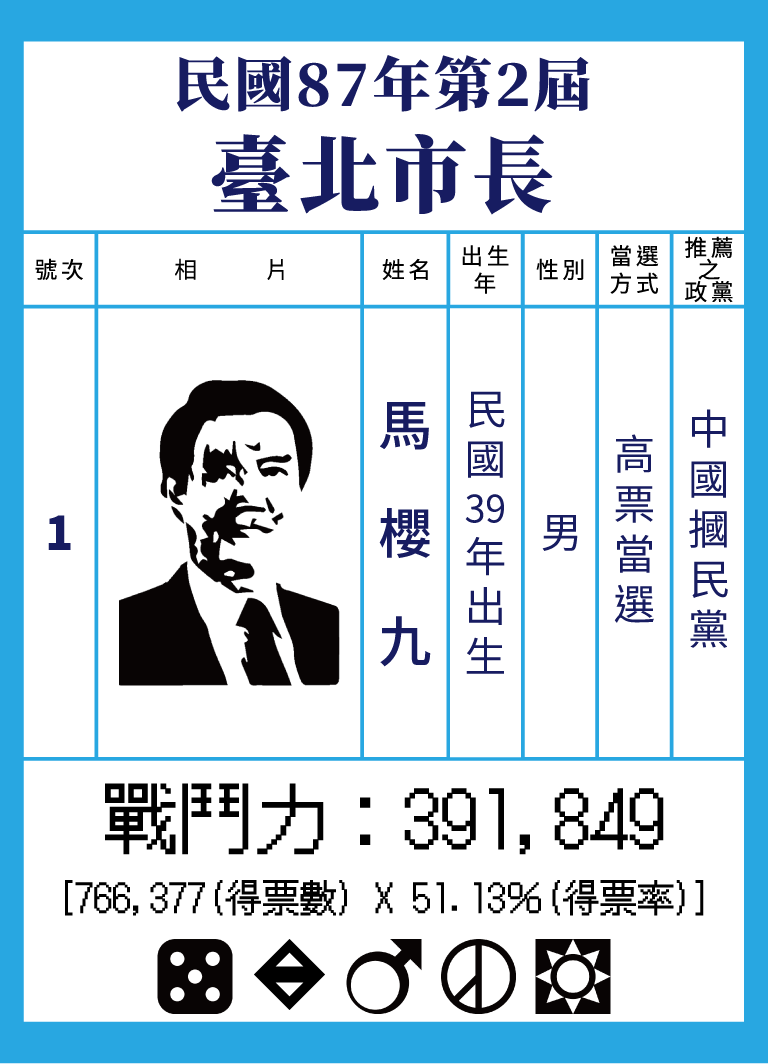 民國87年第2屆
臺北市長
號次
相 片
姓名
出生
年
性別
當選
方式
推薦
之
政黨
1
馬櫻九
民國39年出生
男
高票當選
中國摑民黨
戰鬥力：391,849
[766,377(得票數) X 51.13%(得票率)]